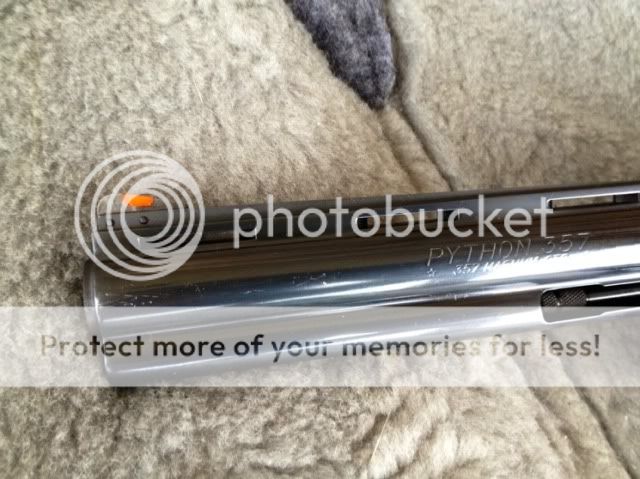 photobucket
PYTHON 357
Protect more of your memories for less!